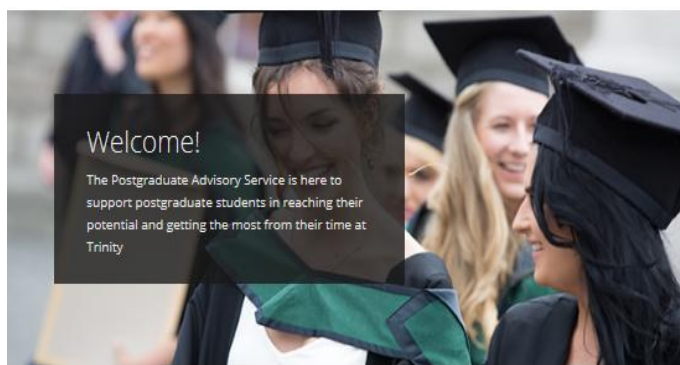 Welcome!
The Postgraduate Advisory Service is here to
support postgraduate students in reaching their
potential and getting the most from their time at
Trinity